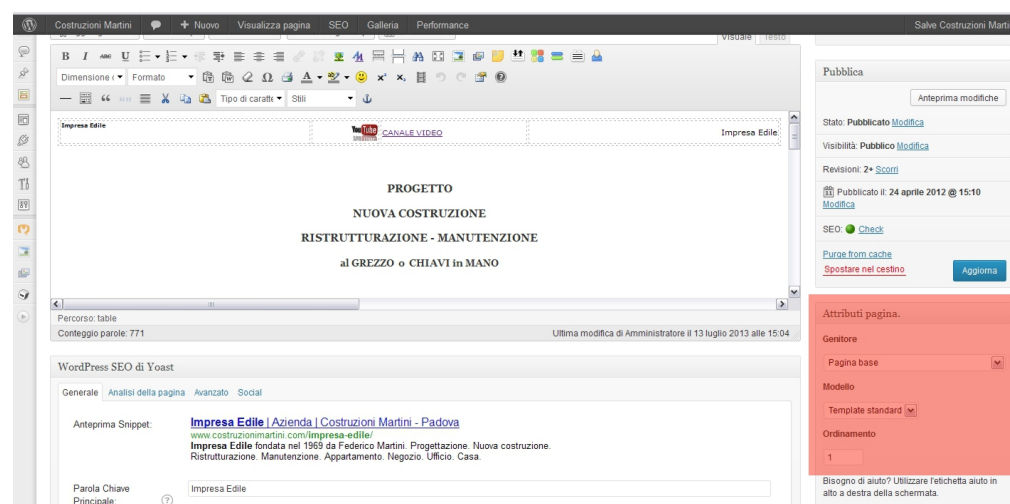 Costruzioni Martini + Nuovo Visualizza pagina SEO Galleria Performance Salve Costruzioni Marti
Visuale Testo
B I ABC U
Dimensione c Formato Ω A x² x₂
Tipo di caratte Stili
Impresa Edile You Tube CANALE VIDEO Impresa Edile
PROGETTO
NUOVA COSTRUZIONE
RISTRUTTURAZIONE - MANUTENZIONE
al GREZZO o CHIAVI in MANO
Percorso: table
Conteggio parole: 771 Ultima modifica di Amministratore il 13 luglio 2013 alle 15:04
WordPress SEO di Yoast
Generale Analisi della pagina Avanzato Social
Anteprima Snippet: Impresa Edile | Azienda | Costruzioni Martini - Padova
www.costruzionimartini.com/impresa-edile/
Impresa Edile fondata nel 1969 da Federico Martini. Progettazione. Nuova costruzione.
Ristrutturazione. Manutenzione. Appartamento. Negozio. Ufficio. Casa.
Parola Chiave
Principale: ? Impresa Edile
Pubblica
Anteprima modifiche
Stato: Pubblicato Modifica
Visibilità: Pubblico Modifica
Revisioni: 2+ Scorri
Pubblicato il: 24 aprile 2012 @ 15:10
Modifica
SEO: Check
Purge from cache
Spostare nel cestino Aggiorna
Attributi pagina.
Genitore
Pagina base
Modello
Template standard
Ordinamento
1
Bisogno di aiuto? Utilizzare l'etichetta aiuto in
alto a destra della schermata.